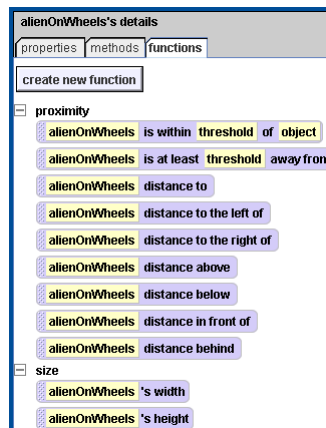 alienOnWheels's details
properties methods functions
create new function
proximity
alienOnWheels is within threshold of object
alienOnWheels is at least threshold away from
alienOnWheels distance to
alienOnWheels distance to the left of
alienOnWheels distance to the right of
alienOnWheels distance above
alienOnWheels distance below
alienOnWheels distance in front of
alienOnWheels distance behind
size
alienOnWheels 's width
alienOnWheels 's height